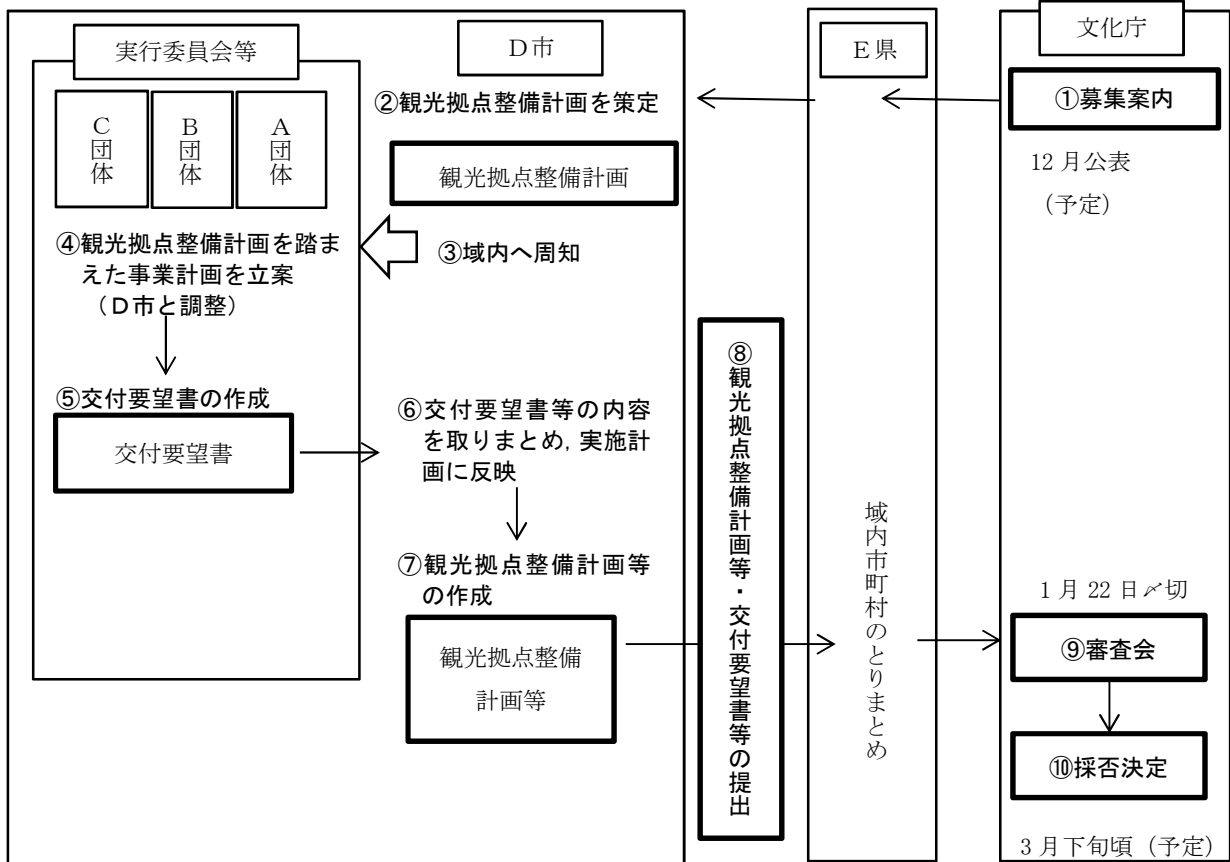 実行委員会等
C団体
B団体
A団体
④観光拠点整備計画を踏ま
えた事業計画を立案
（D市と調整）
⑤交付要望書の作成
交付要望書
D市
②観光拠点整備計画を策定
観光拠点整備計画
③域内へ周知
⑥交付要望書等の内容
を取りまとめ，実施計
画に反映
⑦観光拠点整備計画等
の作成
観光拠点整備
計画等
⑧観光拠点整備計画等・交付要望書等の提出
E県
域内市町村のとりまとめ
文化庁
①募集案内
12月公表
（予定）
1月22日〆切
⑨審査会
⑩採否決定
3月下旬頃（予定）